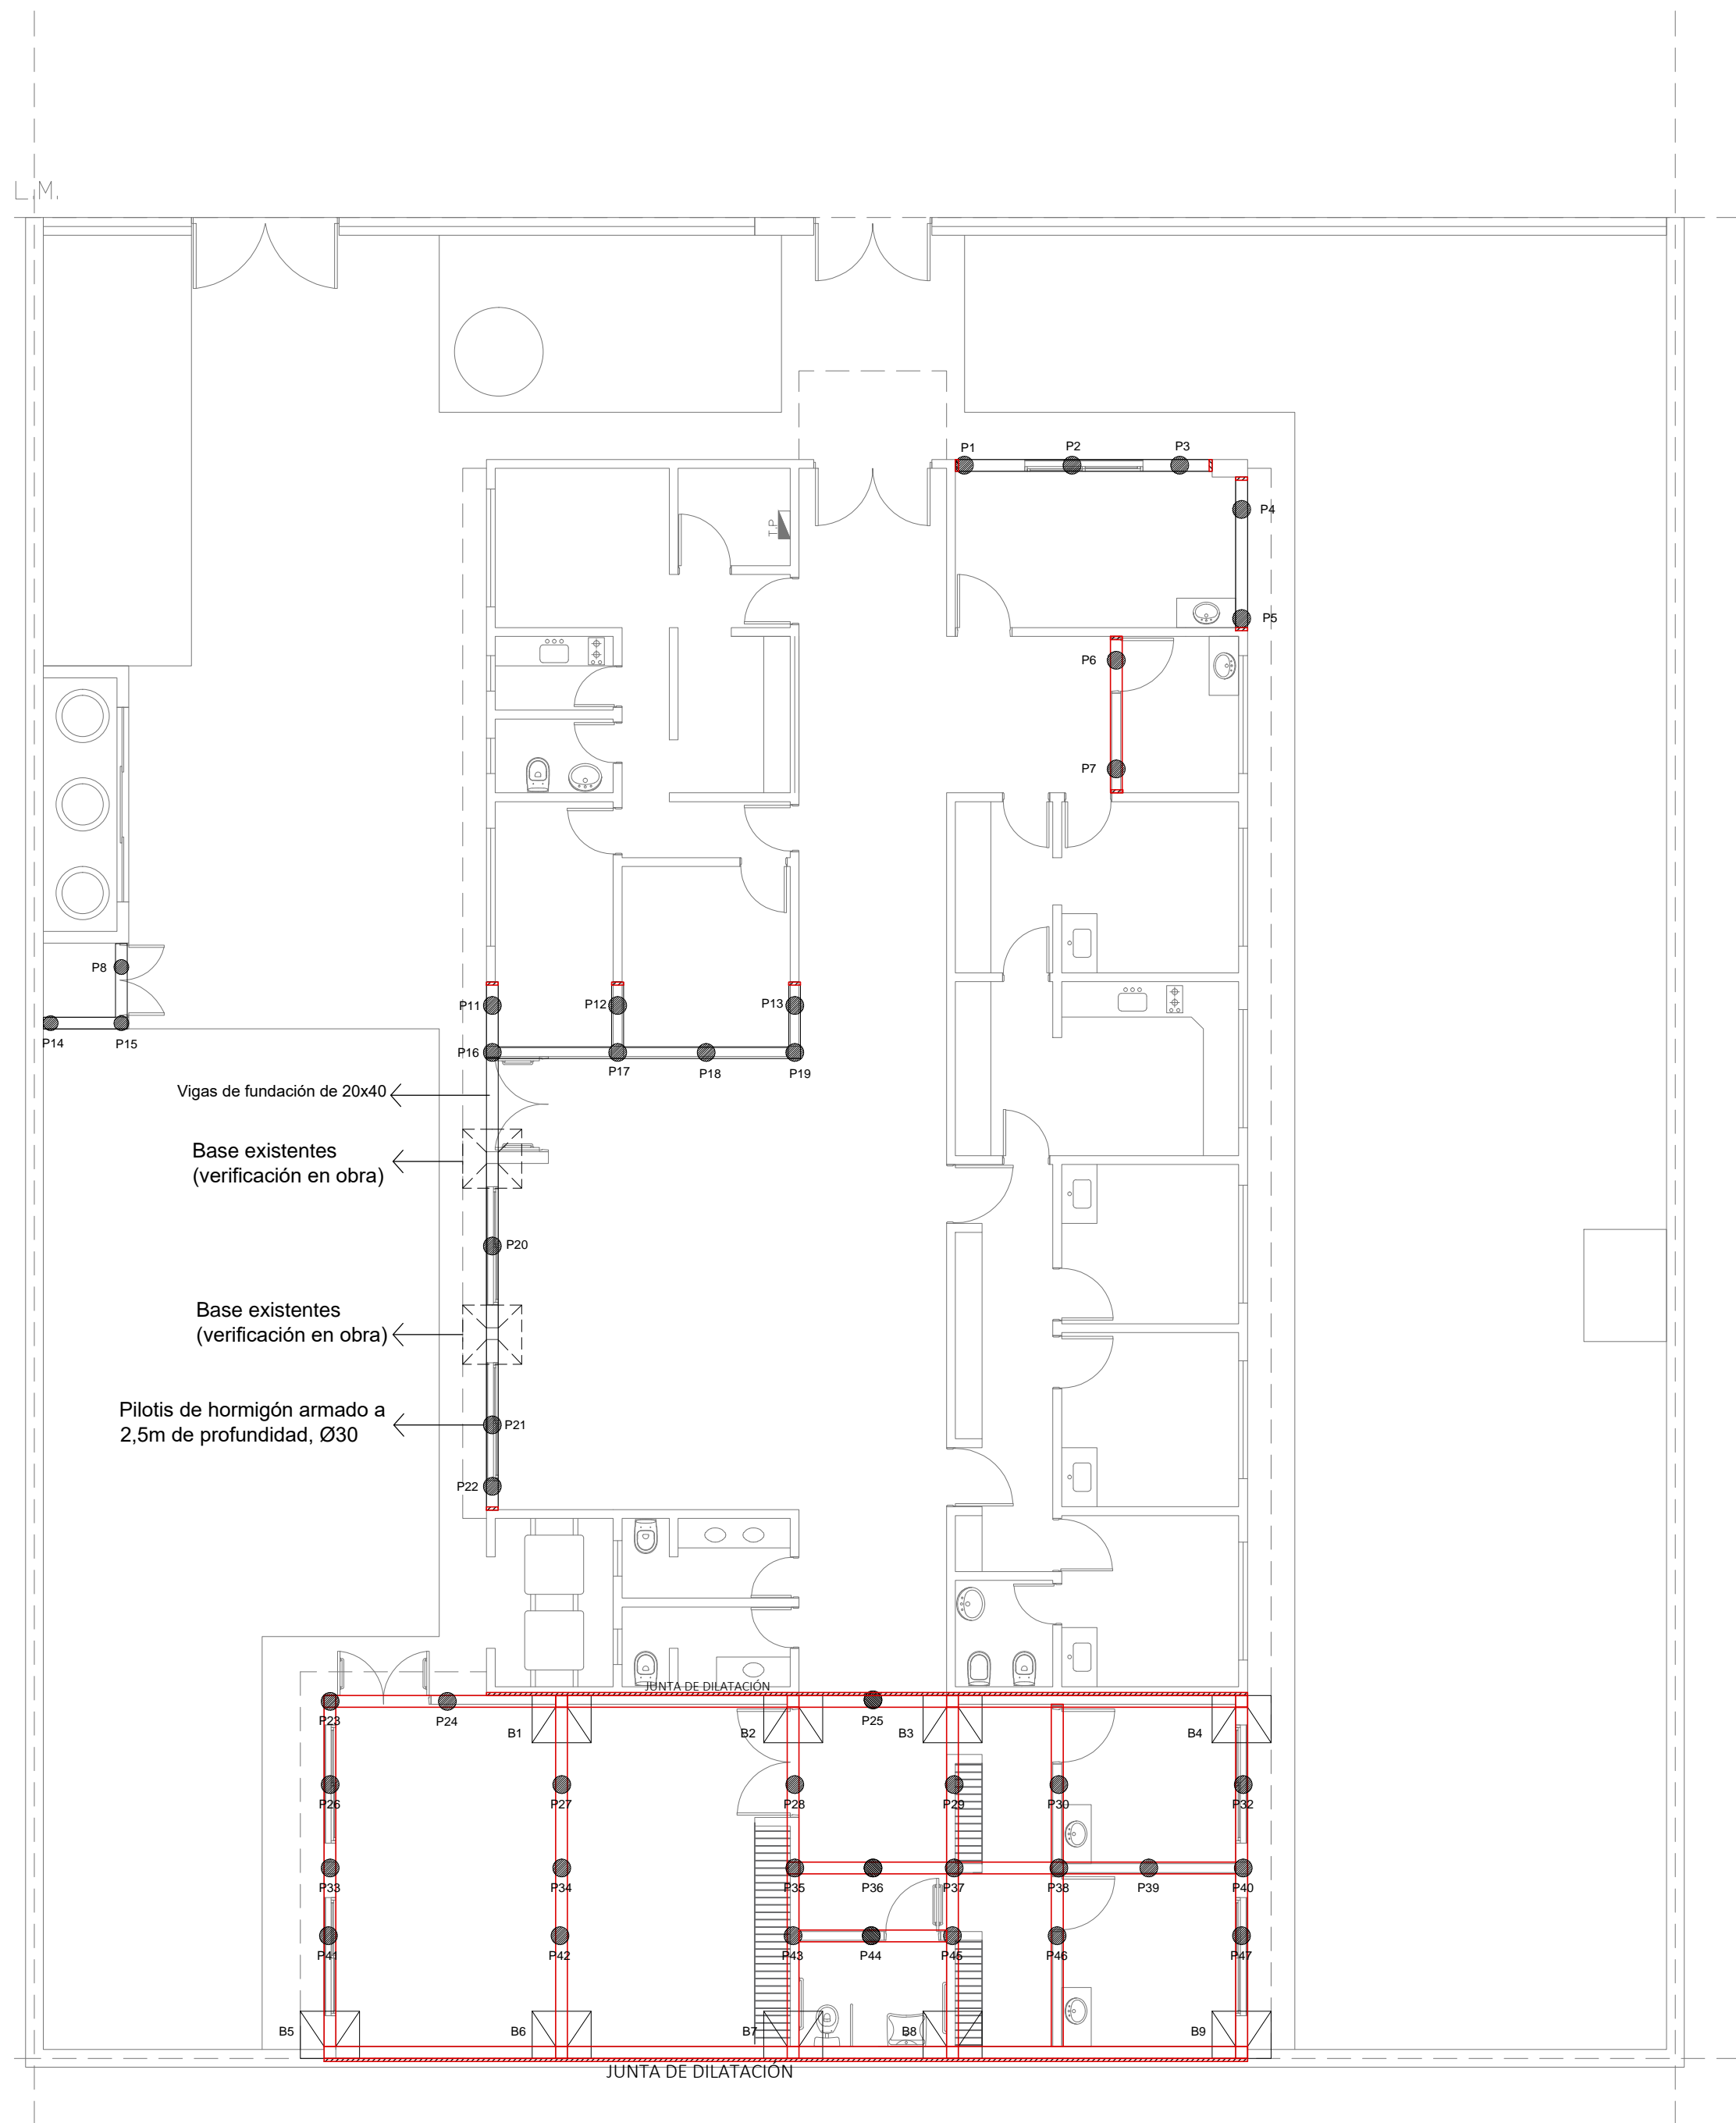 L.M.
P1
P2
P3
P4
T.P
P5
P6
P7
P8
P11
P12
P13
P14
P15
P16
P17
P18
P19
Vigas de fundación de 20x40
Base existentes
(verificación en obra)
P20
Base existentes
(verificación en obra)
Pilotis de hormigón armado a
2,5m de profundidad, Ø30
P21
P22
JUNTA DE DILATACIÓN
P23
P24
P25
B1
B2
B3
B4
P26
P27
P28
P29
P30
P32
P33
P34
P35
P36
P37
P38
P39
P40
P41
P42
P43
P44
P45
P46
P47
B5
B6
B7
B8
B9
JUNTA DE DILATACIÓN